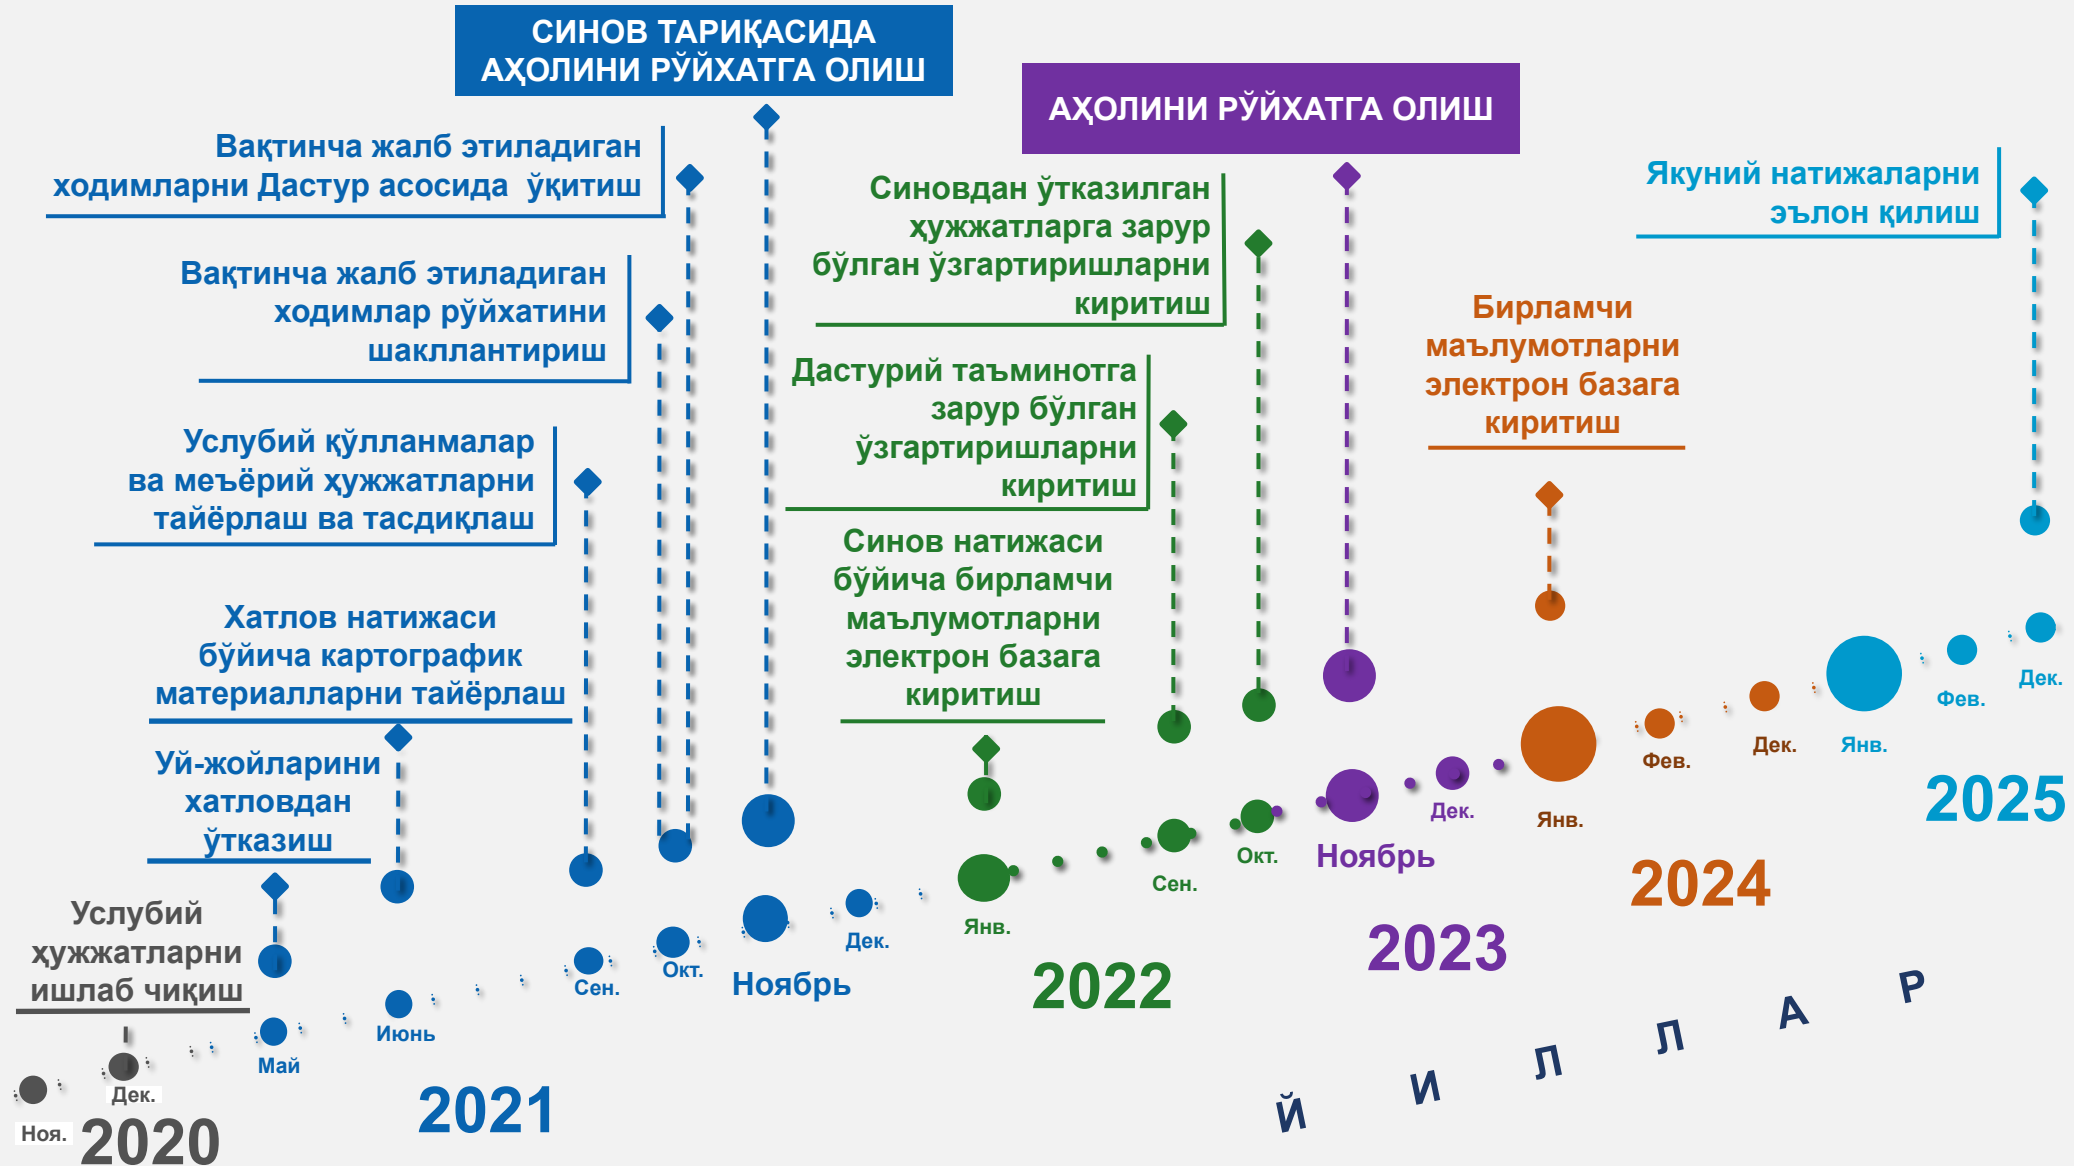 СИНОВ ТАРИҚАСИДА
АҲОЛИНИ РЎЙХАТГА ОЛИШ
АҲОЛИНИ РЎЙХАТГА ОЛИШ
Вақтинча жалб этиладиган
ходимларни Дастур асосида ўқитиш
Вақтинча жалб этиладиган
ходимлар рўйхатини
шакллантириш
Услубий қўлланмалар
ва меъёрий ҳужжатларни
тайёрлаш ва тасдиқлаш
Хатлов натижаси
бўйича картографик
материалларни тайёрлаш
Уй-жойларини
хатловдан
ўтказиш
Услубий
ҳужжатларни
ишлаб чиқиш
Синовдан ўтказилган
ҳужжатларга зарур
бўлган ўзгартиришларни
киритиш
Дастурий таъминотга
зарур бўлган
ўзгартиришларни
киритиш
Синов натижаси
бўйича бирламчи
маълумотларни
электрон базага
киритиш
Бирламчи
маълумотларни
электрон базага
киритиш
Якуний натижаларни
эълон қилиш
Ноя.
Дек.
2020
Май
Июнь
Сен.
Окт.
Ноябрь
Дек.
2021
Янв.
Сен.
Окт.
2022
Ноябрь
Дек.
2023
Янв.
Фев.
Дек.
2024
Янв.
Фев.
Дек.
2025
Й И Л Л А Р